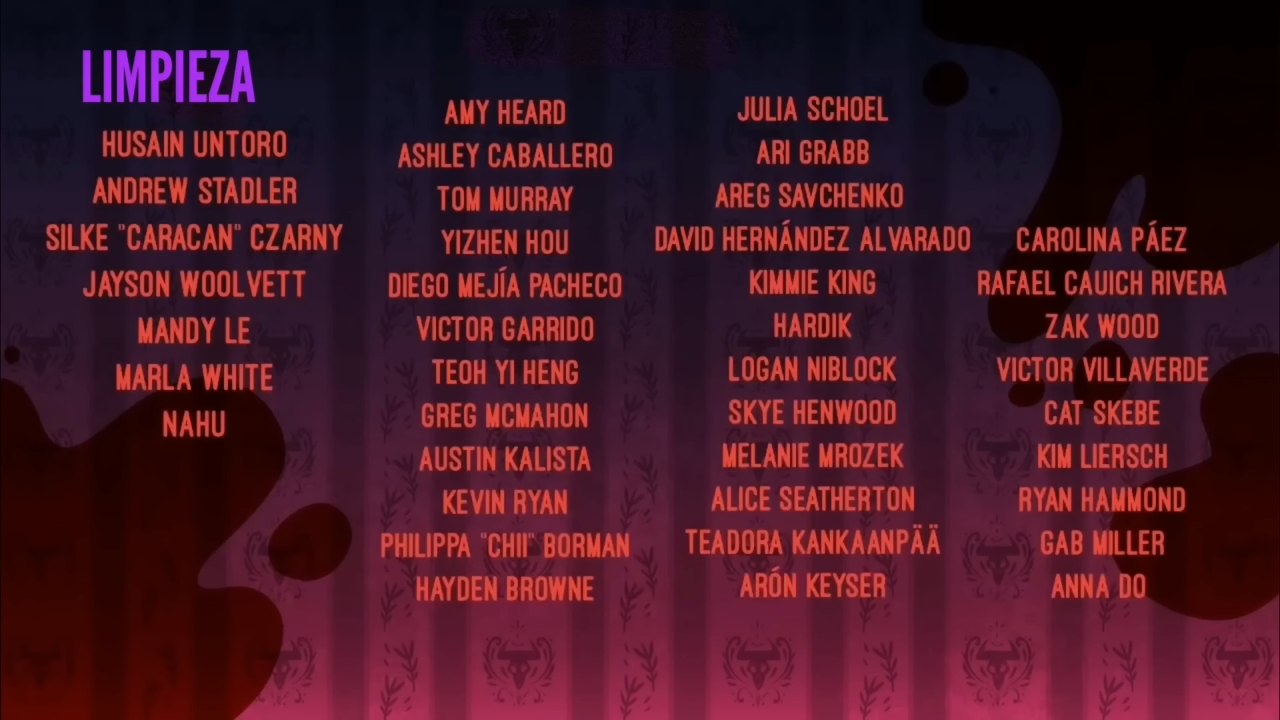 LIMPIEZA
HUSAIN UNTORO
ANDREW STADLER
SILKE "CARACAN" CZARNY
JAYSON WOOLVETT
MANDY LE
MARLA WHITE
NAHU
AMY HEARD
ASHLEY CABALLERO
TOM MURRAY
YIZHEN HOU
DIEGO MEJÍA PACHECO
VICTOR GARRIDO
TEOH YI HENG
GREG MCMAHON
AUSTIN KALISTA
KEVIN RYAN
PHILIPPA "CHII" BORMAN
HAYDEN BROWNE
JULIA SCHOEL
ARI GRABB
AREG SAVCHENKO
DAVID HERNÁNDEZ ALVARADO
KIMMIE KING
HARDIK
LOGAN NIBLOCK
SKYE HENWOOD
MELANIE MROZEK
ALICE SEATHERTON
TEADORA KANKAANPÄÄ
ARÓN KEYSER
CAROLINA PÁEZ
RAFAEL CAUICH RIVERA
ZAK WOOD
VICTOR VILLAVERDE
CAT SKEBE
KIM LIERSCH
RYAN HAMMOND
GAB MILLER
ANNA DO